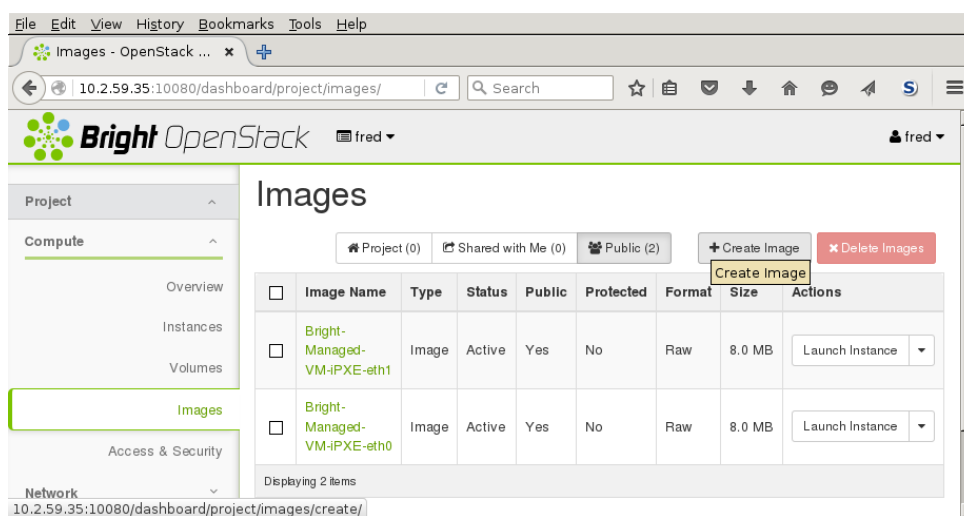 File Edit View History Bookmarks Tools Help
Images - OpenStack ...
10.2.59.35:10080/dashboard/project/images/
Search
S)
Bright OpenStack
fred
fred
Project
Compute
Overview
Instances
Volumes
Images
Access & Security
Network
Images
Project (0) Shared with Me (0) Public (2) Create Image Delete Images
Create Image
Image Name Type Status Public Protected Format Size Actions
Bright-
Managed-
VM-iPXE-eth1
Image Active Yes No Raw 8.0 MB Launch Instance
Bright-
Managed-
VM-iPXE-eth0
Image Active Yes No Raw 8.0 MB Launch Instance
Displaying 2 items
10.2.59.35:10080/dashboard/project/images/create/